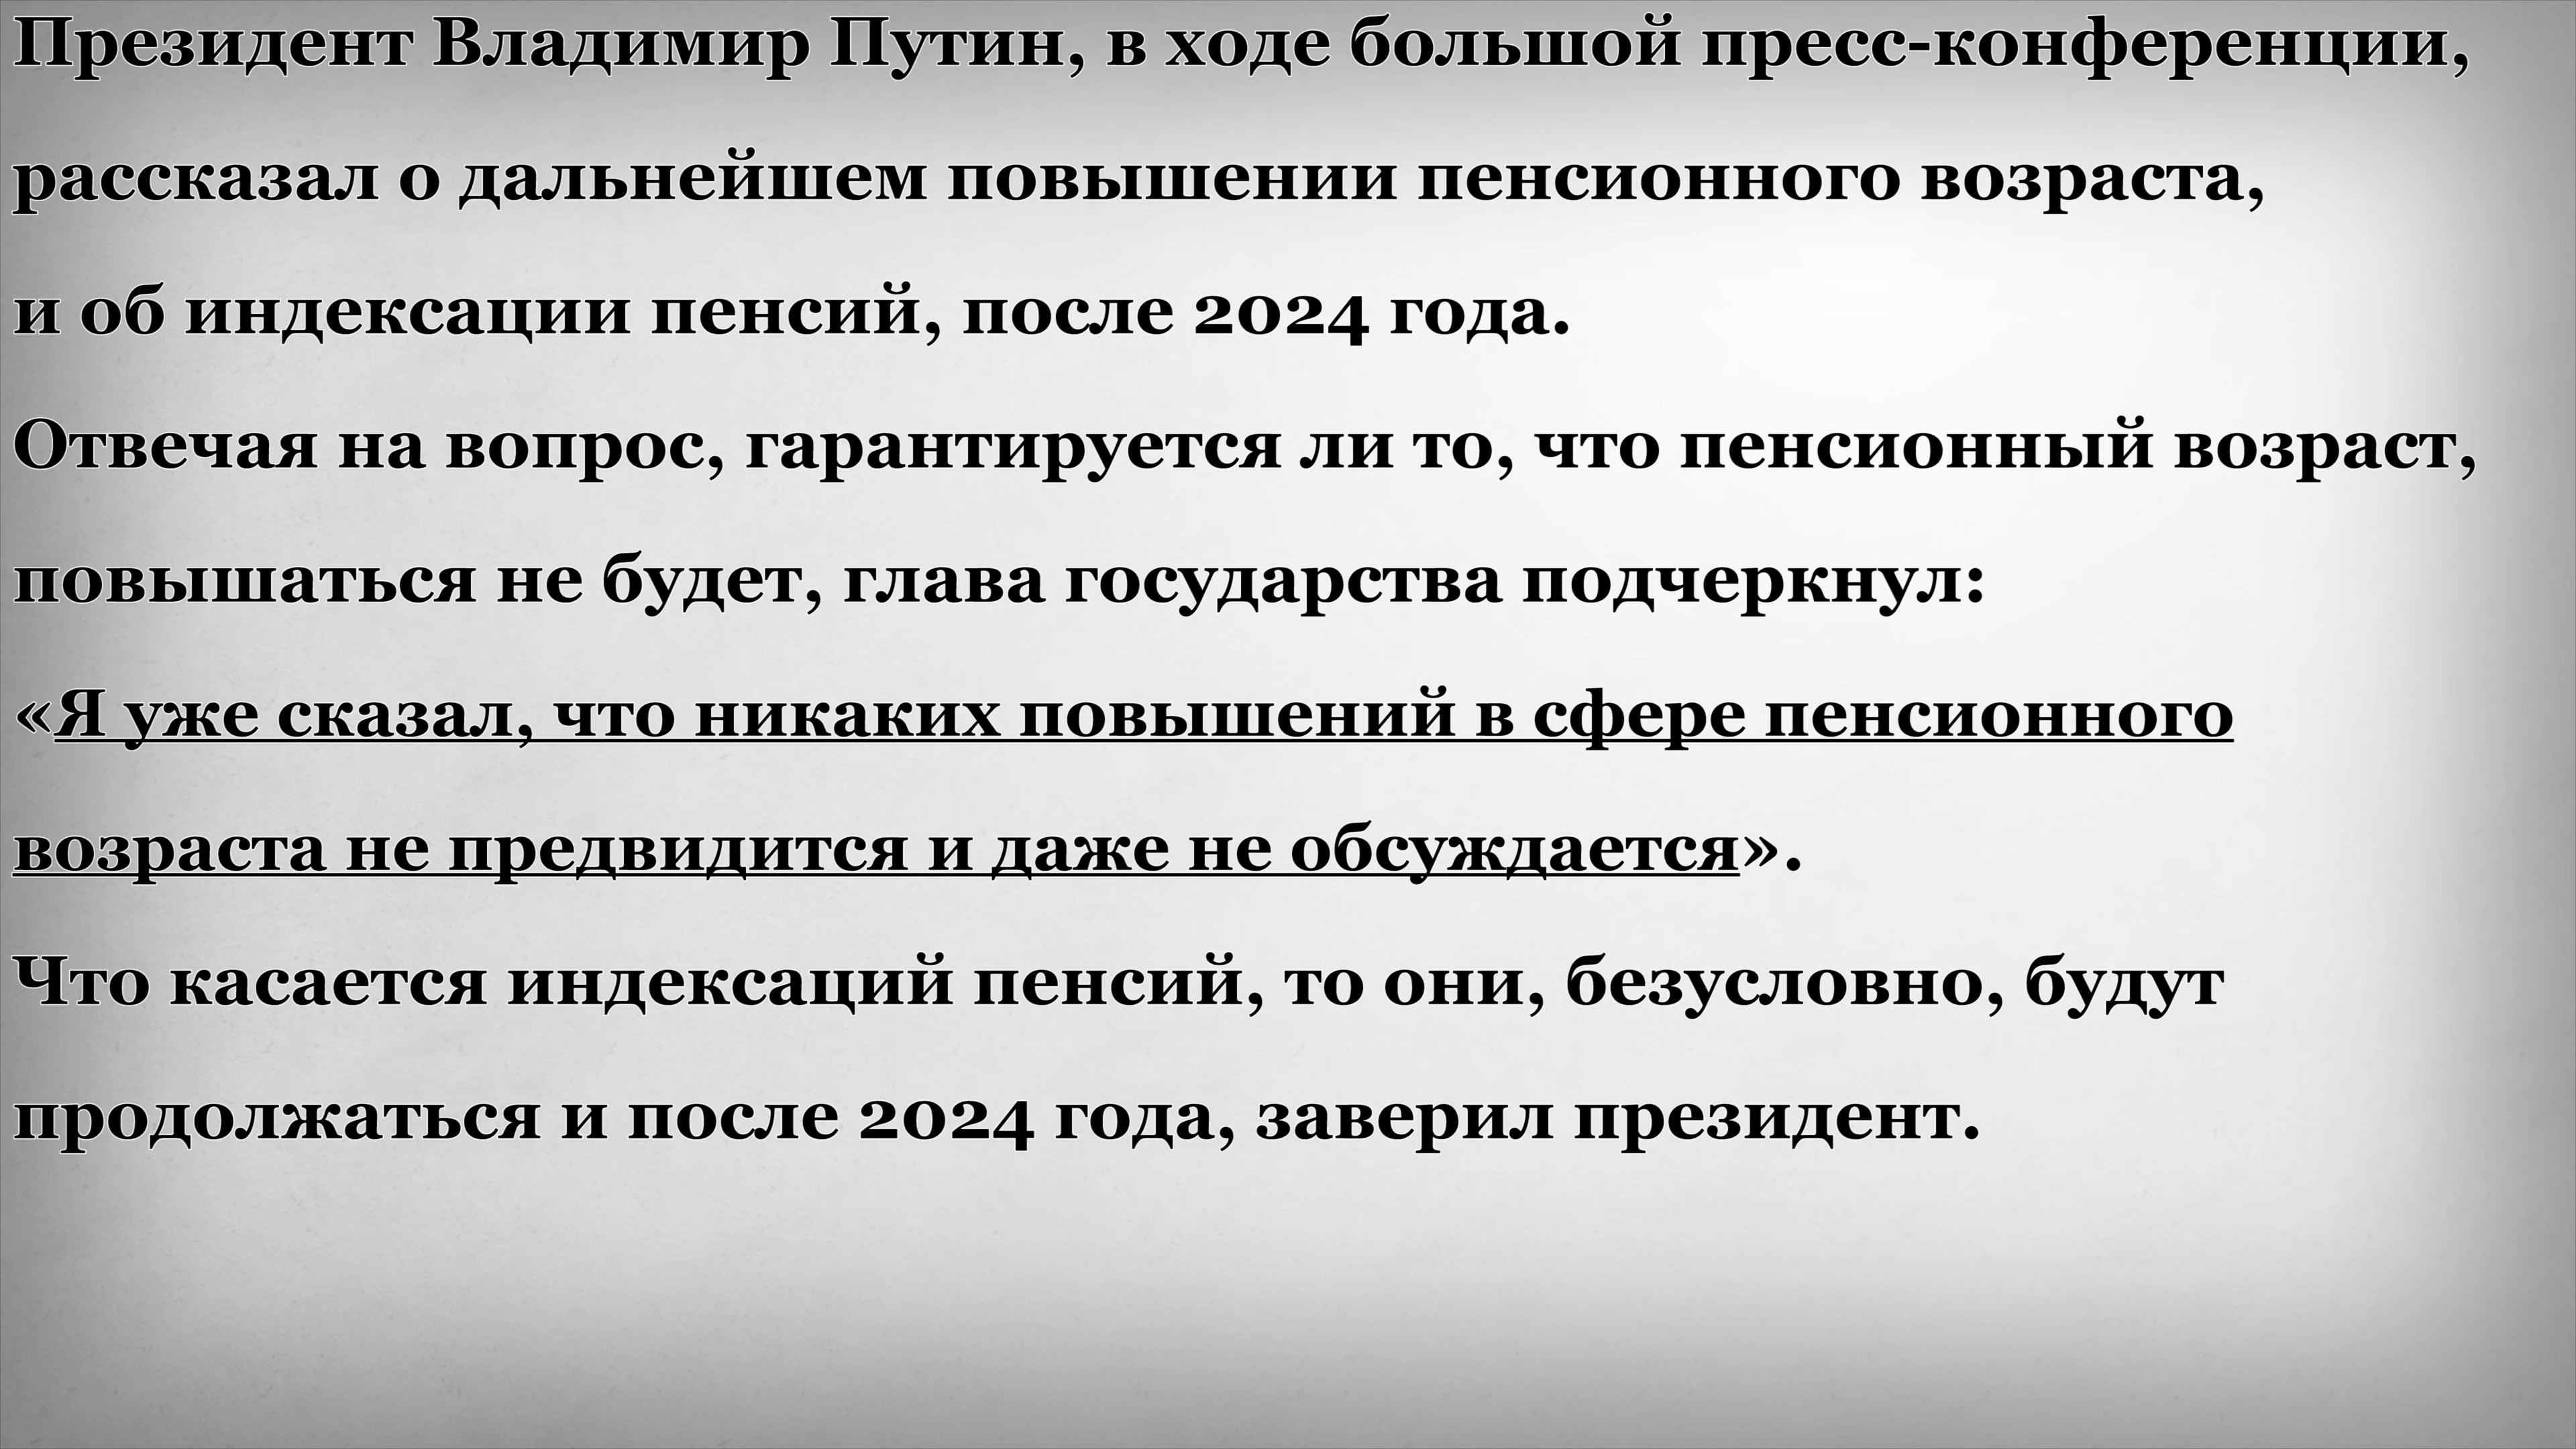 Президент Владимир Путин, в ходе большой пресс-конференции,
рассказал о дальнейшем повышении пенсионного возраста,
и об индексации пенсий, после 2024 года.
Отвечая на вопрос, гарантируется ли то, что пенсионный возраст,
повышаться не будет, глава государства подчеркнул:
«Я уже сказал, что никаких повышений в сфере пенсионного
возраста не предвидится и даже не обсуждается».
Что касается индексаций пенсий, то они, безусловно, будут
продолжаться и после 2024 года, заверил президент.